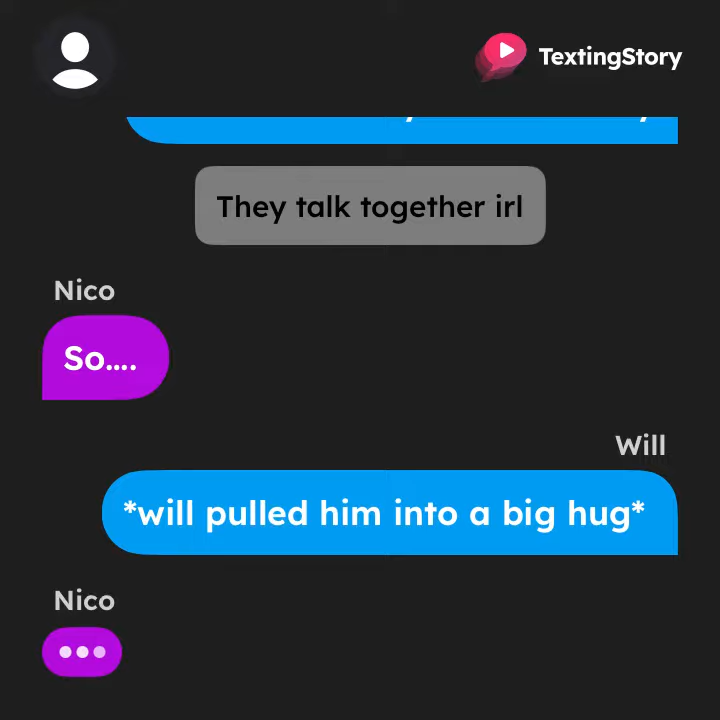 TextingStory
They talk together irl
Nico
So....
Will
*will pulled him into a big hug*
Nico